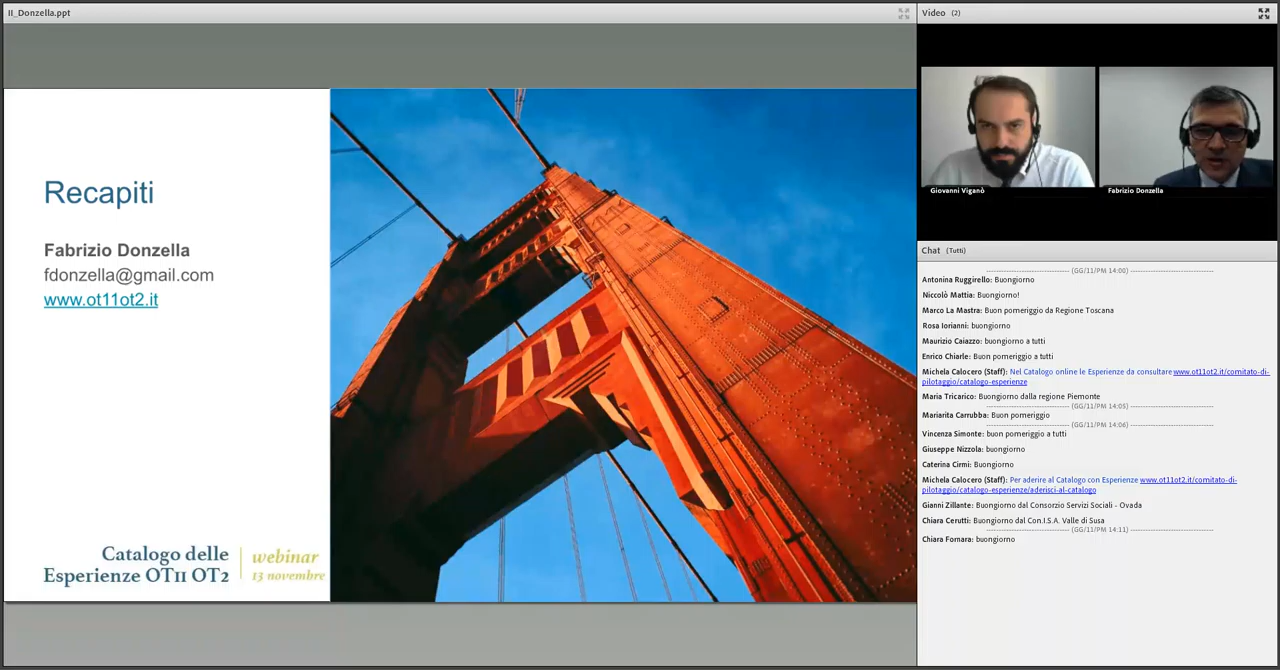 II_Donzella.ppt
Recapiti
Fabrizio Donzella
fdonzella@gmail.com
www.ot11ot2.it
Catalogo delle
Esperienze OT11 OT2
webinar
13 novembre
Video (2)
Giovanni Viganò
Fabrizio Donzella
Chat (Tutti)
(GG/11/PM 14:00)
Antonina Ruggirello: Buongiorno
Niccolò Mattia: Buongiorno!
Marco La Mastra: Buon pomeriggio da Regione Toscana
Rosa Iorianni: buongiorno
Maurizio Caiazzo: buongiorno a tutti
Enrico Chiarle: Buon pomeriggio a tutti
Michela Calocero (Staff): Nel Catalogo online le Esperienze da consultare www.ot11ot2.it/comitato-di-
pilotaggio/catalogo-esperienze
Maria Tricarico: Buongiorno dalla regione Piemonte
(GG/11/PM 14:05)
Mariarita Carrubba: Buon pomeriggio
(GG/11/PM 14:06)
Vincenza Simonte: buon pomeriggio a tutti
Giuseppe Nizzola: buongiorno
Caterina Cirmi: Buongiorno
Michela Calocero (Staff): Per aderire al Catalogo con Esperienze www.ot11ot2.it/comitato-di-
pilotaggio/catalogo-esperienze/aderisci-al-catalogo
Gianni Zillante: Buongiorno dal Consorzio Servizi Sociali - Ovada
Chiara Cerutti: Buongiorno dal Con.I.S.A. Valle di Susa
(GG/11/PM 14:11)
Chiara Fornara: buongiorno